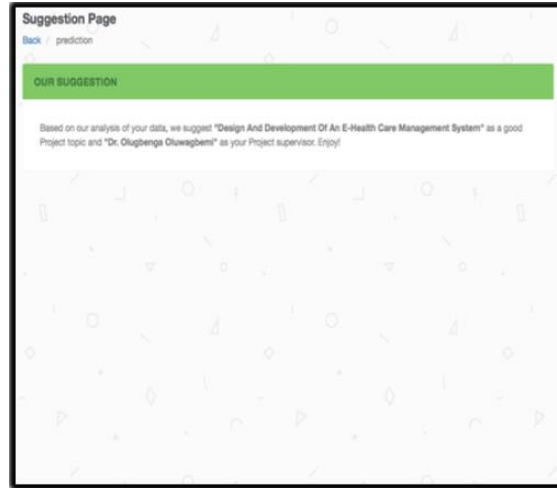 Suggestion Page
Back / prediction
OUR SUGGESTION
Based on our analysis of your data, we suggest "Design And Development Of An E-Health Care Management System" as a good
Project topic and "Dr. Olugbenga Oluwagbemi" as your Project supervisor. Enjoy!